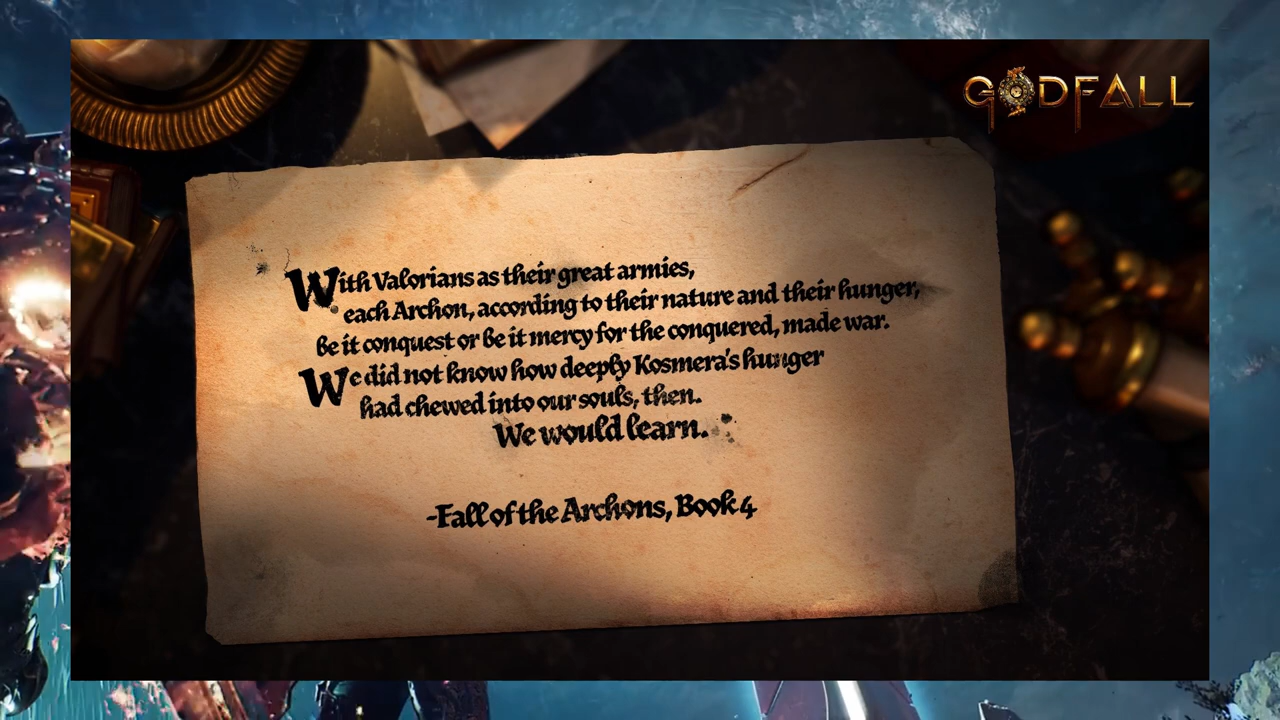 GODFALL
With Valorians as their great armies,
each Archon, according to their nature and their hunger,
be it conquest or be it mercy for the conquered, made war.
We did not know how deeply Kosmera's hunger
had chewed into our souls, then.
We would learn.
-Fall of the Archons, Book 4